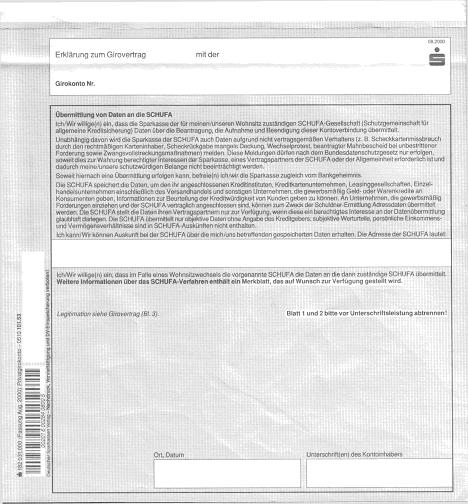 09.2000
Erklärung zum Girovertrag mit der
Girokonto Nr.
Übermittlung von Daten an die SCHUFA
Ich/Wir willige(n) ein, dass die Sparkasse der für meinen/unseren Wohnsitz zuständigen SCHUFA-Gesellschaft (Schutzgemeinschaft für
allgemeine Kreditsicherung) Daten über die Beantragung, die Aufnahme und Beendigung dieser Kontoverbindung übermittelt.
Unabhängig davon wird die Sparkasse der SCHUFA auch Daten aufgrund nicht vertragsgemäßen Verhaltens (z. B. Scheckkartenmissbrauch
durch den rechtmäßigen Karteninhaber, Scheckrückgabe mangels Deckung, Wechselprotest, beantragter Mahnbescheid bei unbestrittener
Forderung sowie Zwangsvollstreckungsmaßnahmen) melden. Diese Meldungen dürfen nach dem Bundesdatenschutzgesetz nur erfolgen,
soweit dies zur Wahrung berechtigter Interessen der Sparkasse, eines Vertragspartners der SCHUFA oder der Allgemeinheit erforderlich ist und
dadurch meine/unsere schutzwürdigen Belange nicht beeinträchtigt werden.
Soweit hiernach eine Übermittlung erfolgen kann, befreie(n) ich/wir die Sparkasse zugleich vom Bankgeheimnis.
Die SCHUFA speichert die Daten, um den ihr angeschlossenen Kreditinstituten, Kreditkartenunternehmen, Leasinggesellschaften, Einzel-
handelsunternehmen einschließlich des Versandhandels und sonstigen Unternehmen, die gewerbsmäßig Geld- oder Warenkredite an
Konsumenten geben, Informationen zur Beurteilung der Kreditwürdigkeit von Kunden geben zu können. An Unternehmen, die gewerbsmäßig
Forderungen einziehen und der SCHUFA vertraglich angeschlossen sind, können zum Zweck der Schuldner-Ermittlung Adressdaten übermittelt
werden. Die SCHUFA stellt die Daten ihren Vertragspartnern nur zur Verfügung, wenn diese ein berechtigtes Interesse an der Datenübermittlung
glaubhaft darlegen. Die SCHUFA übermittelt nur objektive Daten ohne Angabe des Kreditgebers; subjektive Werturteile, persönliche Einkommens-
und Vermögensverhältnisse sind in SCHUFA-Auskünften nicht enthalten.
Ich kann/Wir können Auskunft bei der SCHUFA über die mich/uns betreffenden gespeicherten Daten erhalten. Die Adresse der SCHUFA lautet:
Ich/Wir willige(n) ein, dass im Falle eines Wohnsitzwechsels die vorgenannte SCHUFA die Daten an die dann zuständige SCHUFA übermittelt.
Weitere Informationen über das SCHUFA-Verfahren enthält ein Merkblatt, das auf Wunsch zur Verfügung gestellt wird.
Legitimation siehe Girovertrag (Bl. 3).
Blatt 1 und 2 bitte vor Unterschriftsleistung abtrennen!
Ort, Datum
Unterschrift(en) des Kontoinhabers
182 031.000 (Fassung Aug. 2000) Privatgirokonto - 0510 101.53
Deutscher Sparkassen Verlag - Nachdruck, Vervielfältigung und DV-Einspeicherung verboten!